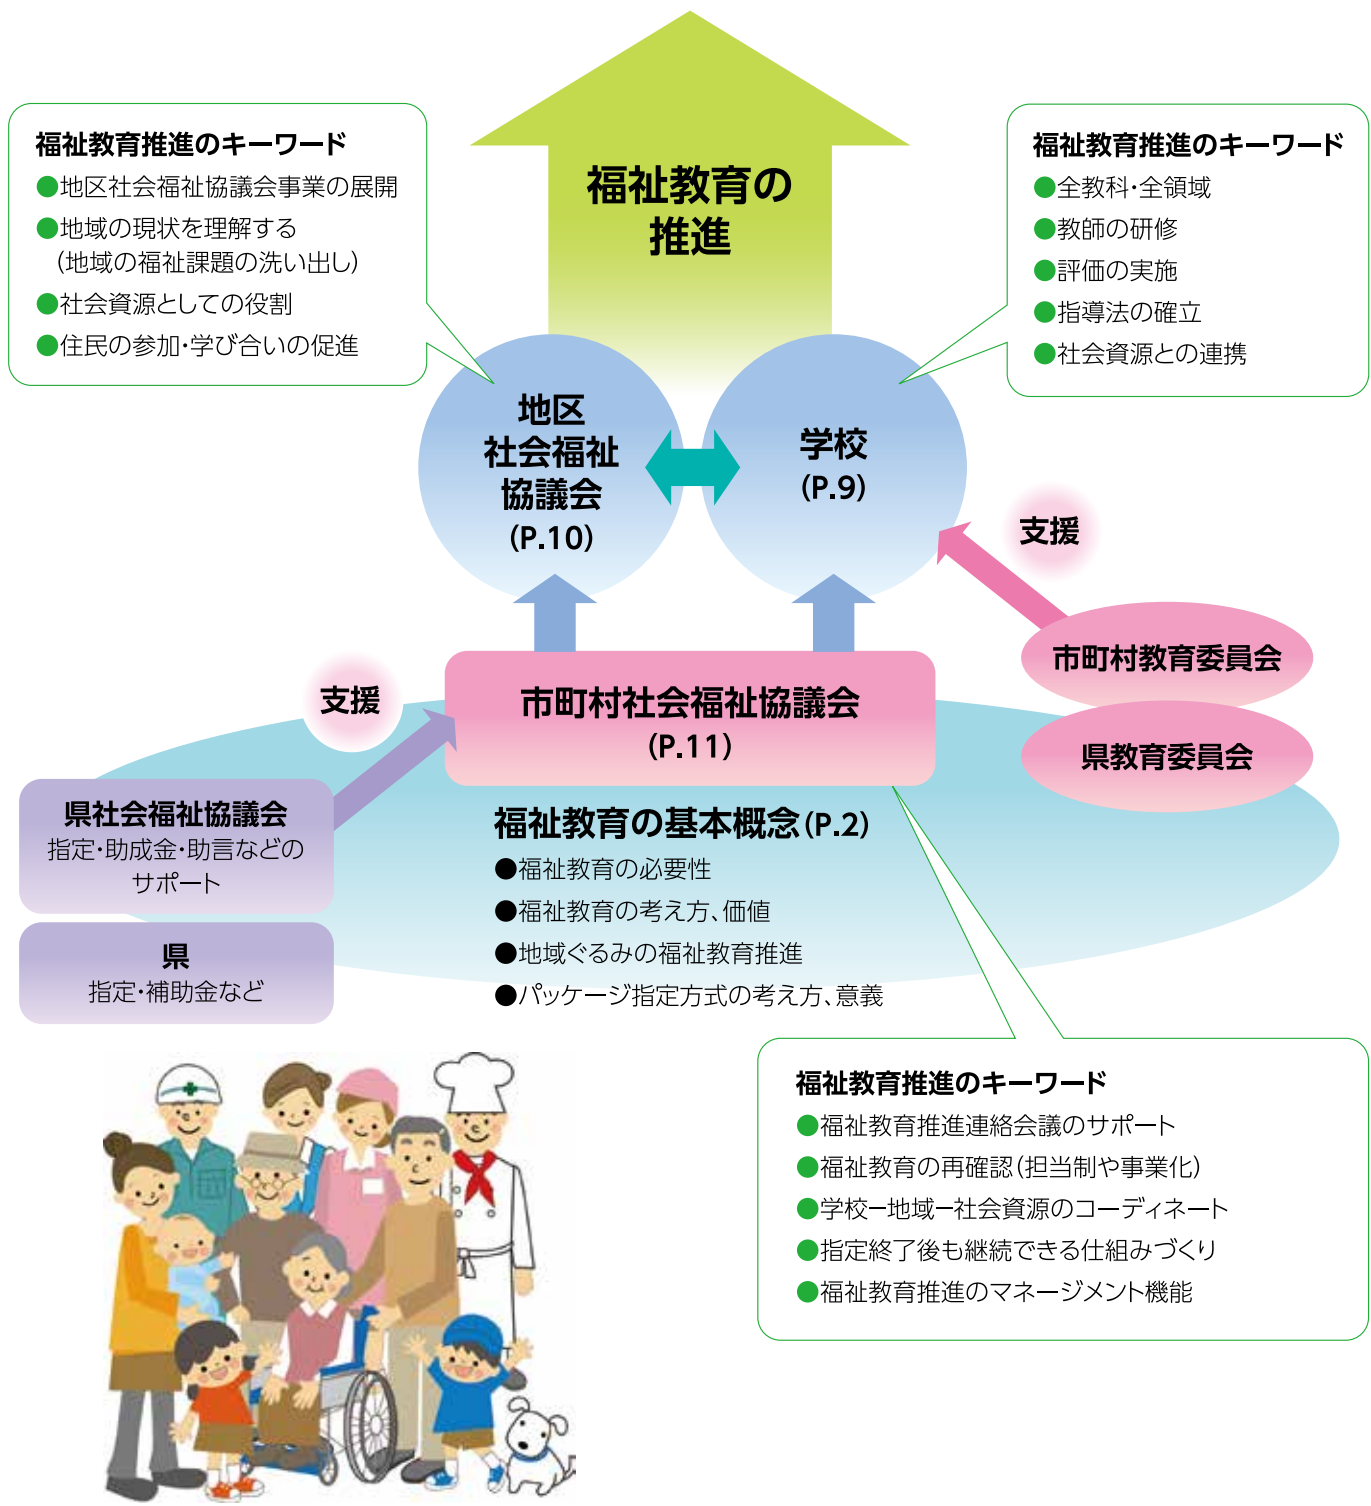 福祉教育の
推進
福祉教育推進のキーワード
●地区社会福祉協議会事業の展開
●地域の現状を理解する
(地域の福祉課題の洗い出し)
●社会資源としての役割
●住民の参加・学び合いの促進
福祉教育推進のキーワード
●全教科・全領域
●教師の研修
●評価の実施
●指導法の確立
●社会資源との連携
地区
社会福祉
協議会
(P.10)
学校
(P.9)
支援
市町村教育委員会
県教育委員会
支援
市町村社会福祉協議会
(P.11)
県社会福祉協議会
指定・助成金・助言などの
サポート
県
指定・補助金など
福祉教育の基本概念(P.2)
●福祉教育の必要性
●福祉教育の考え方、価値
●地域ぐるみの福祉教育推進
●パッケージ指定方式の考え方、意義
福祉教育推進のキーワード
●福祉教育推進連絡会議のサポート
●福祉教育の再確認(担当制や事業化)
●学校ー地域ー社会資源のコーディネート
●指定終了後も継続できる仕組みづくり
●福祉教育推進のマネージメント機能